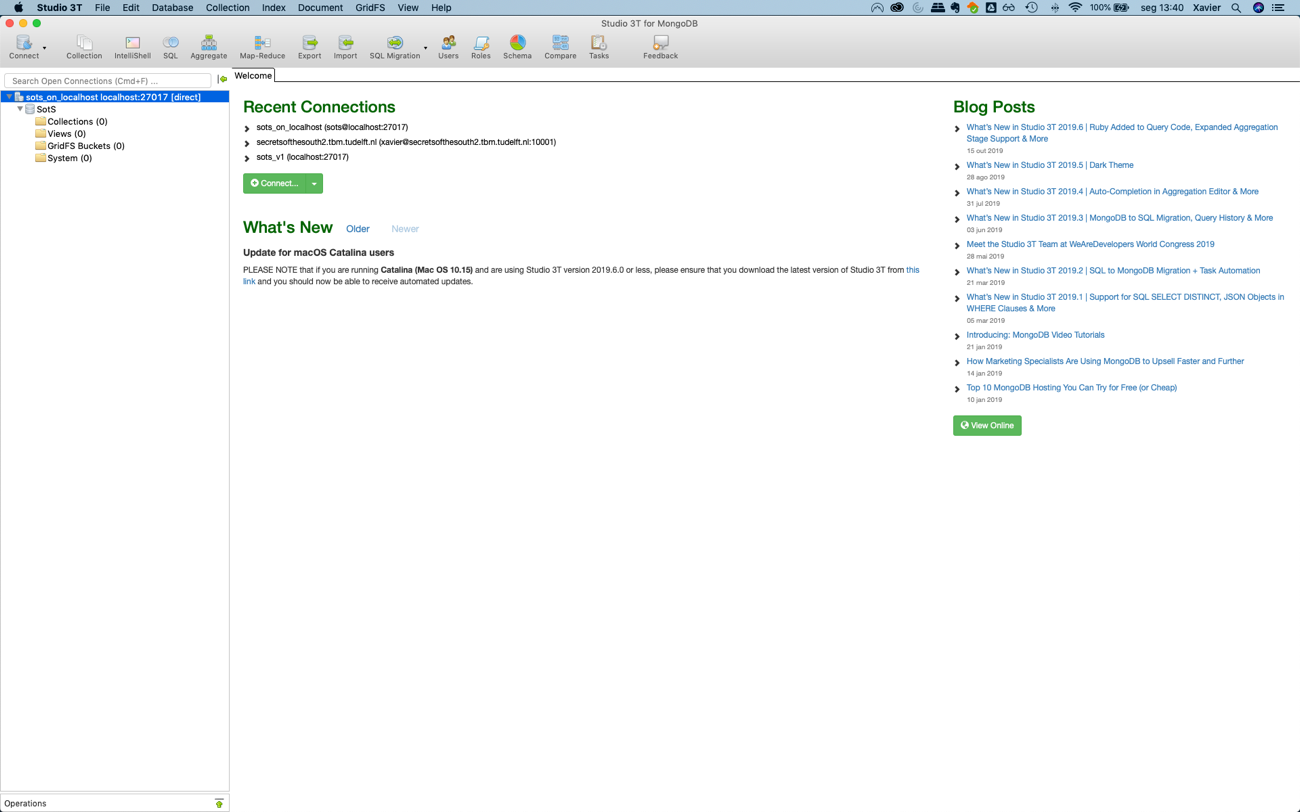 Studio 3T File Edit Database Collection Index Document GridFS View Help 100% seg 13:40 Xavier
Studio 3T for MongoDB
Connect Collection IntelliShell SQL Aggregate Map-Reduce Export Import SQL Migration Users Roles Schema Compare Tasks Feedback
Search Open Connections (Cmd+F) ...
Welcome
sots_on_localhost localhost:27017 [direct]
SotS
Collections (0)
Views (0)
GridFS Buckets (0)
System (0)
Recent Connections
sots_on_localhost (sots@localhost:27017)
secretsofthesouth2.tbm.tudelft.nl (xavier@secretsofthesouth2.tbm.tudelft.nl:10001)
sots_v1 (localhost:27017)
Connect...
What's New Older Newer
Update for macOS Catalina users
PLEASE NOTE that if you are running Catalina (Mac OS 10.15) and are using Studio 3T version 2019.6.0 or less, please ensure that you download the latest version of Studio 3T from this
link and you should now be able to receive automated updates.
Blog Posts
What's New in Studio 3T 2019.6 | Ruby Added to Query Code, Expanded Aggregation
Stage Support & More
15 out 2019
What's New in Studio 3T 2019.5 | Dark Theme
28 ago 2019
What's New in Studio 3T 2019.4 | Auto-Completion in Aggregation Editor & More
31 jul 2019
What's New in Studio 3T 2019.3 | MongoDB to SQL Migration, Query History & More
03 jun 2019
Meet the Studio 3T Team at WeAreDevelopers World Congress 2019
28 mai 2019
What's New in Studio 3T 2019.2 | SQL to MongoDB Migration + Task Automation
21 mar 2019
What's New in Studio 3T 2019.1 | Support for SQL SELECT DISTINCT, JSON Objects in
WHERE Clauses & More
05 mar 2019
Introducing: MongoDB Video Tutorials
21 jan 2019
How Marketing Specialists Are Using MongoDB to Upsell Faster and Further
14 jan 2019
Top 10 MongoDB Hosting You Can Try for Free (or Cheap)
10 jan 2019
View Online
Operations